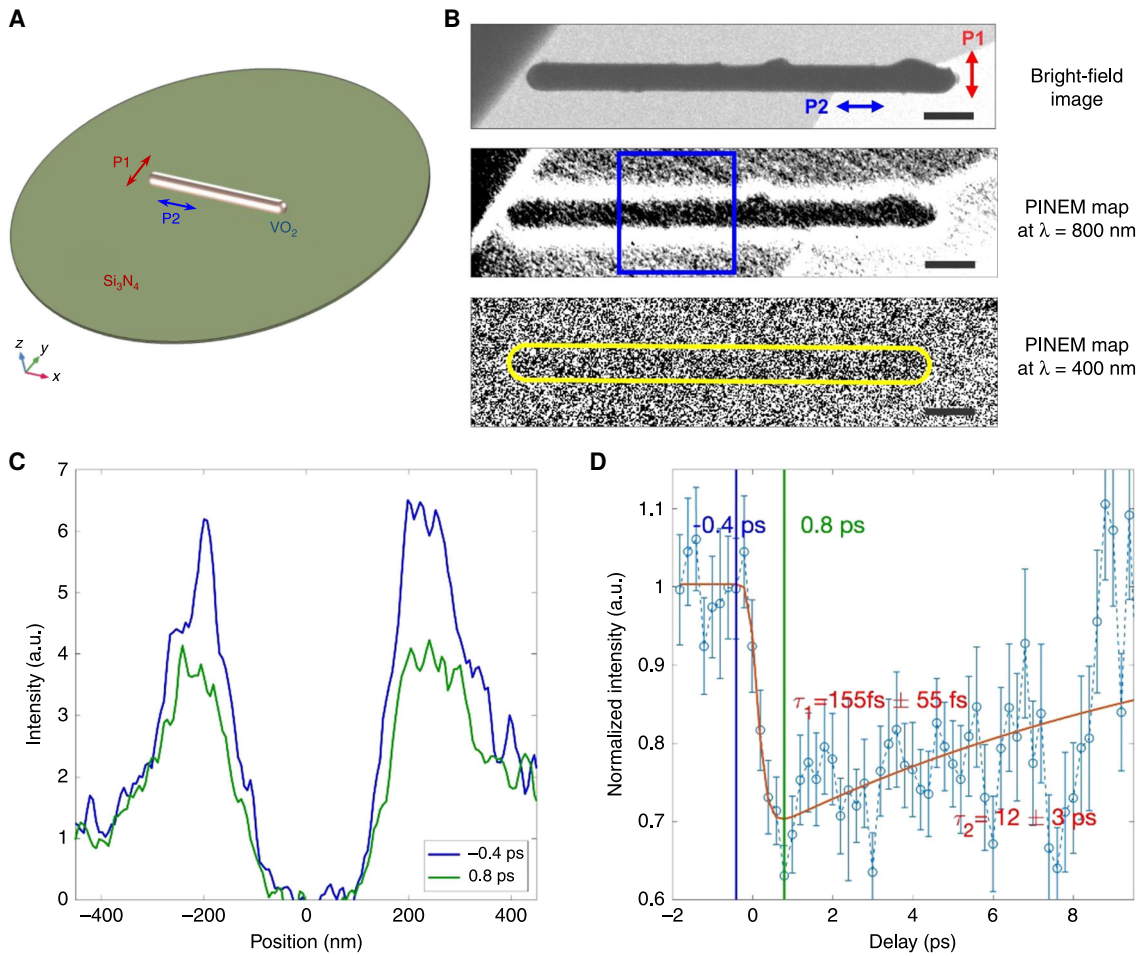 A
P1
P2
VO₂
Si₃N₄
z
y
x
B
P1
P2
Bright-field
image
PINEM map
at λ = 800 nm
PINEM map
at λ = 400 nm
C
7
6
5
4
3
2
1
0
Intensity (a.u.)
−400
−200
0
200
400
Position (nm)
−0.4 ps
0.8 ps
D
1.1
1
0.9
0.8
0.7
0.6
Normalized intensity (a.u.)
-0.4 ps
0.8 ps
τ₁=155fs ± 55 fs
τ₂= 12 ± 3 ps
−2
0
2
4
6
8
Delay (ps)